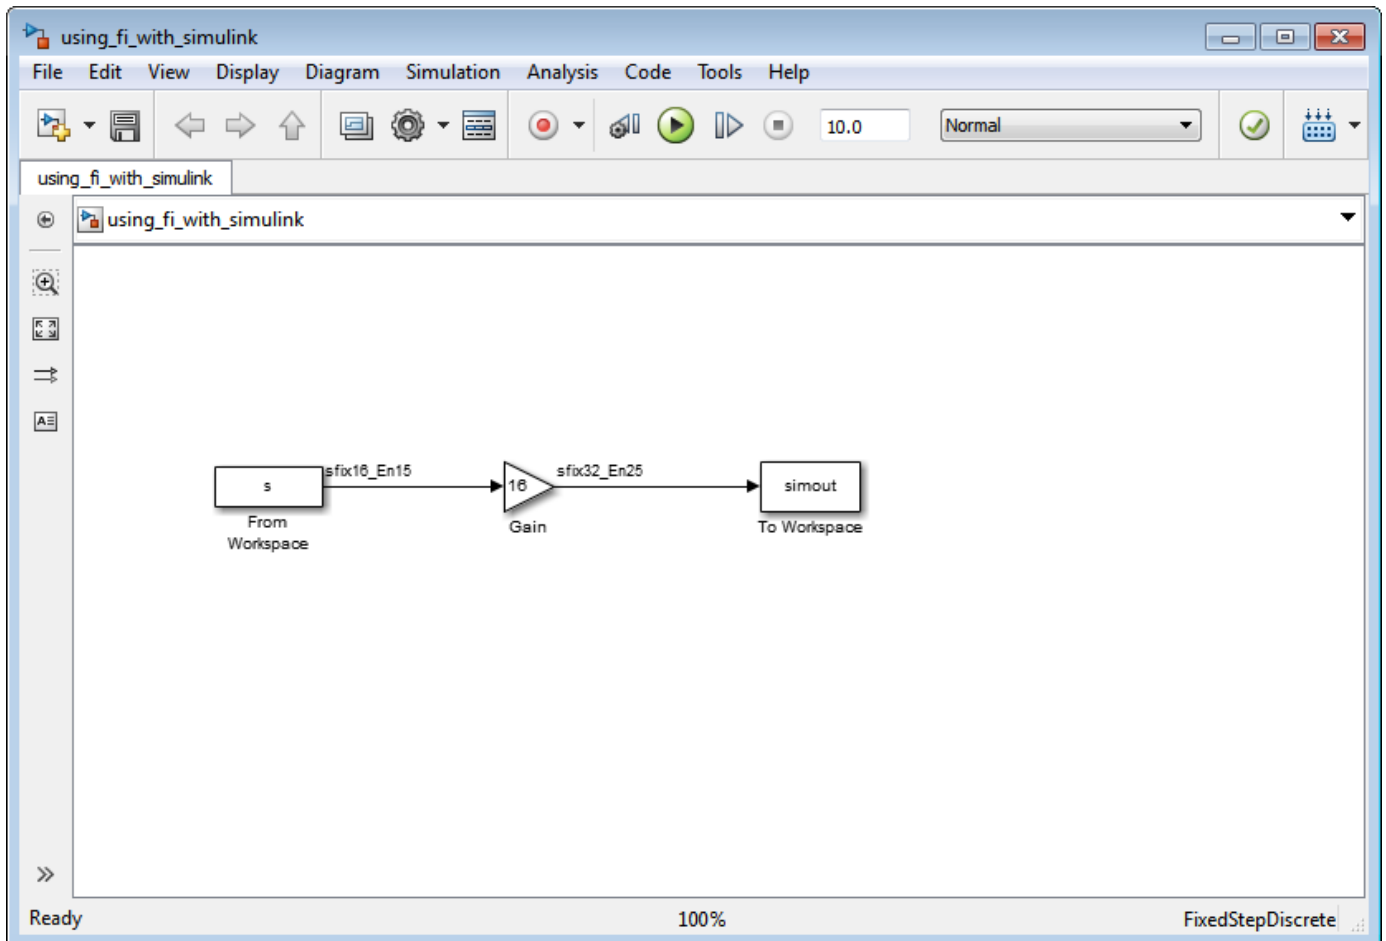 using_fi_with_simulink
File Edit View Display Diagram Simulation Analysis Code Tools Help
10.0 Normal
using_fi_with_simulink
using_fi_with_simulink
s
sfix16_En15
16
sfix32_En25
simout
From
Workspace
Gain
To Workspace
Ready 100% FixedStepDiscrete